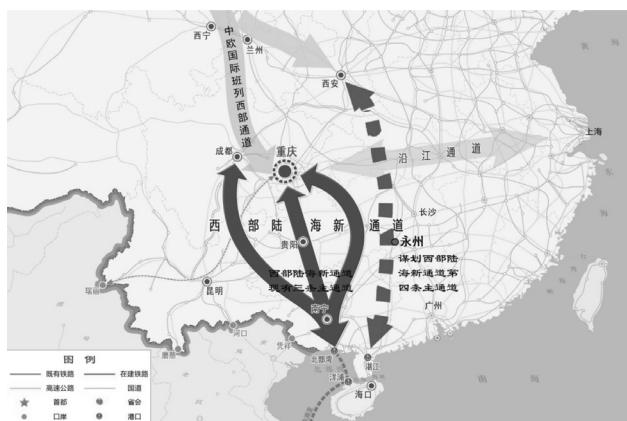 西宁
兰州
中欧国际班列西部通道
西安
成都
重庆
沿江通道
上海
西部陆海新通道
长沙
贵阳
永州
谋划西部陆
海新通道第
四条主通道
西部陆海新通道
现有三条主通道
昆明
瑞丽
南宁
广州
河口
凭祥
磨憨
北部湾
湛江
洋浦
海口
图例
既有铁路
在建铁路
高速公路
国道
首都
省会
口岸
港口